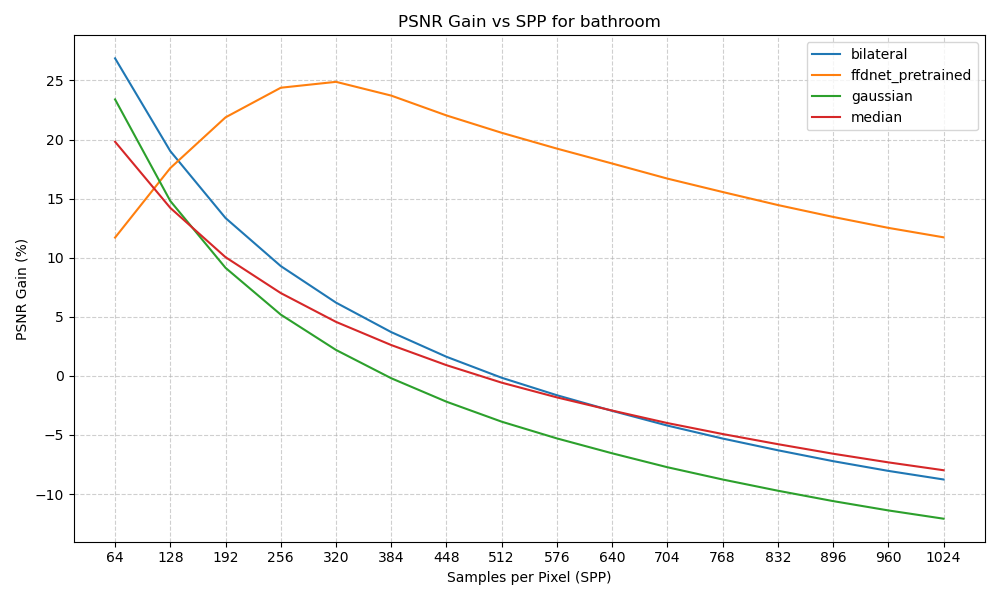 PSNR Gain vs SPP for bathroom
bilateral
ffdnet_pretrained
gaussian
median
PSNR Gain (%)
25
20
15
10
5
0
−5
−10
64 128 192 256 320 384 448 512 576 640 704 768 832 896 960 1024
Samples per Pixel (SPP)